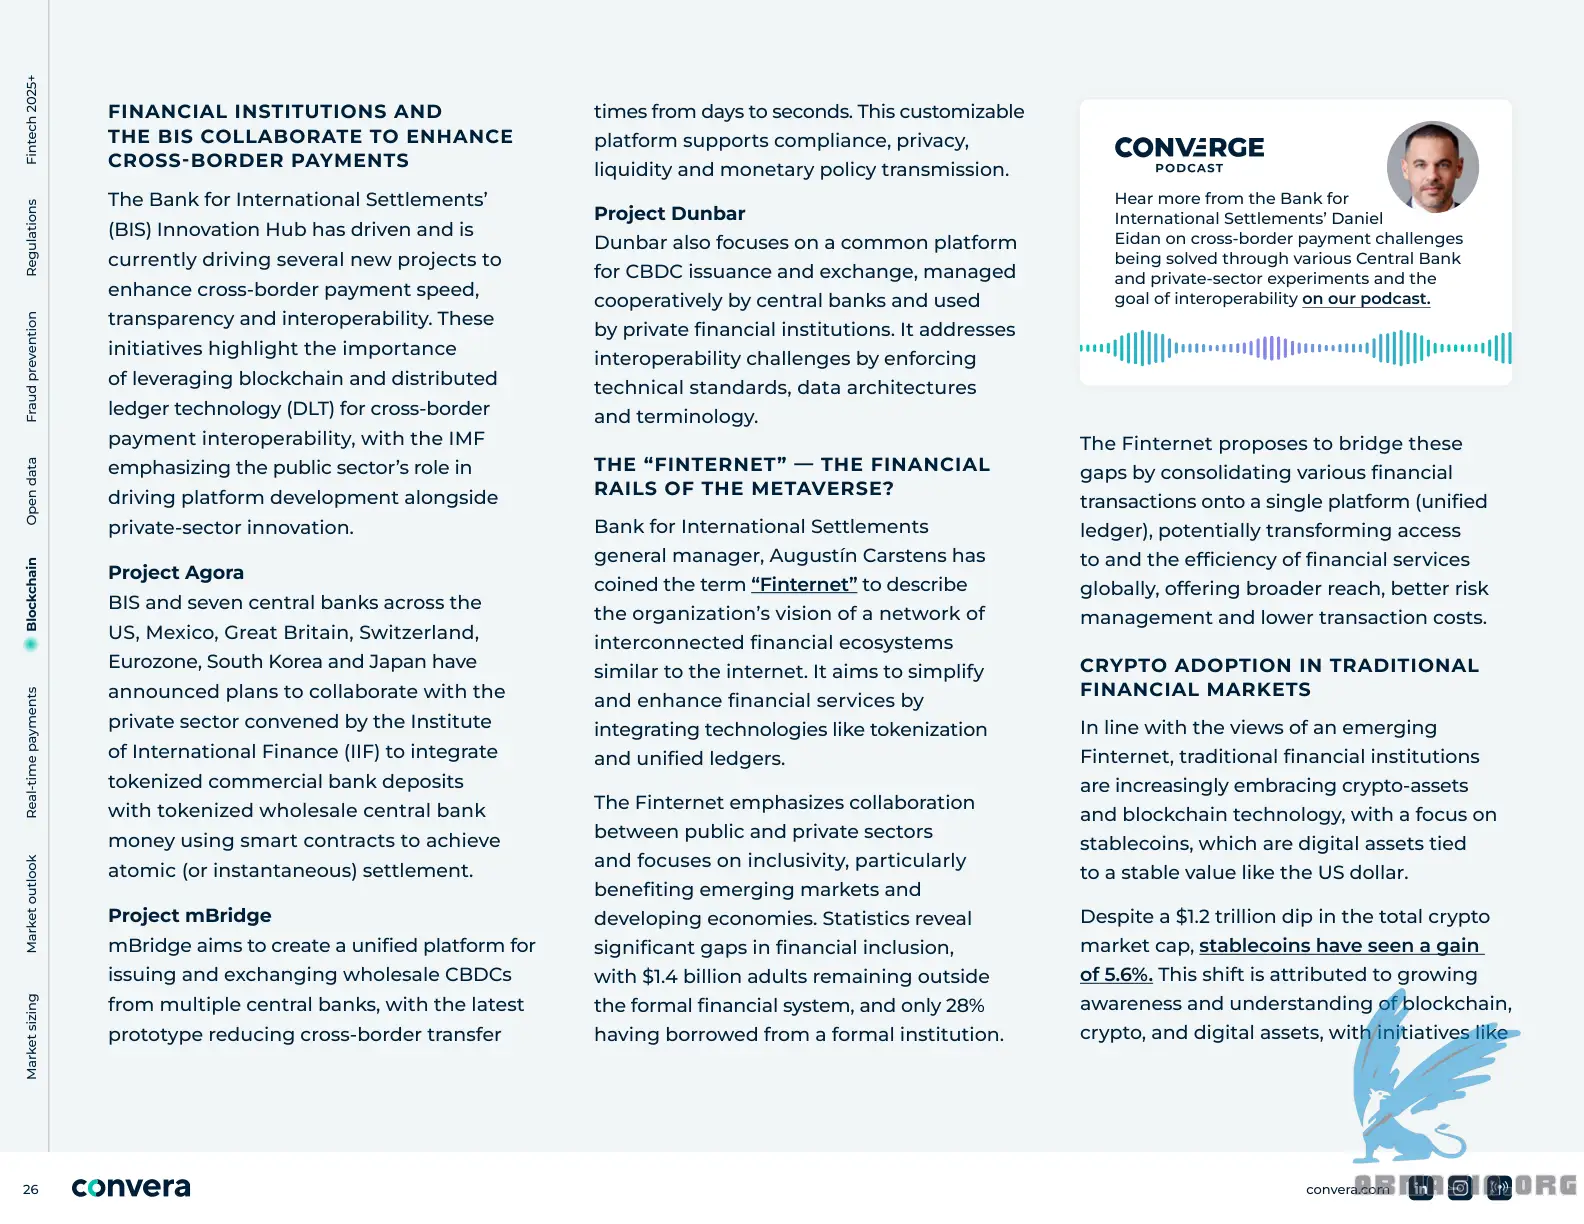 Fintech 2025+
Regulations
Fraud prevention
Open data
Blockchain
Real-time payments
Market outlook
Market sizing
FINANCIAL INSTITUTIONS AND
THE BIS COLLABORATE TO ENHANCE
CROSS-BORDER PAYMENTS
The Bank for International Settlements’
(BIS) Innovation Hub has driven and is
currently driving several new projects to
enhance cross-border payment speed,
transparency and interoperability. These
initiatives highlight the importance
of leveraging blockchain and distributed
ledger technology (DLT) for cross-border
payment interoperability, with the IMF
emphasizing the public sector’s role in
driving platform development alongside
private-sector innovation.
Project Agora
BIS and seven central banks across the
US, Mexico, Great Britain, Switzerland,
Eurozone, South Korea and Japan have
announced plans to collaborate with the
private sector convened by the Institute
of International Finance (IIF) to integrate
tokenized commercial bank deposits
with tokenized wholesale central bank
money using smart contracts to achieve
atomic (or instantaneous) settlement.
Project mBridge
mBridge aims to create a unified platform for
issuing and exchanging wholesale CBDCs
from multiple central banks, with the latest
prototype reducing cross-border transfer
times from days to seconds. This customizable
platform supports compliance, privacy,
liquidity and monetary policy transmission.
Project Dunbar
Dunbar also focuses on a common platform
for CBDC issuance and exchange, managed
cooperatively by central banks and used
by private financial institutions. It addresses
interoperability challenges by enforcing
technical standards, data architectures
and terminology.
THE “FINTERNET” — THE FINANCIAL
RAILS OF THE METAVERSE?
Bank for International Settlements
general manager, Augustín Carstens has
coined the term “Finternet” to describe
the organization’s vision of a network of
interconnected financial ecosystems
similar to the internet. It aims to simplify
and enhance financial services by
integrating technologies like tokenization
and unified ledgers.
The Finternet emphasizes collaboration
between public and private sectors
and focuses on inclusivity, particularly
benefiting emerging markets and
developing economies. Statistics reveal
significant gaps in financial inclusion,
with $1.4 billion adults remaining outside
the formal financial system, and only 28%
having borrowed from a formal institution.
CONVERGE
PODCAST
Hear more from the Bank for
International Settlements’ Daniel
Eidan on cross-border payment challenges
being solved through various Central Bank
and private-sector experiments and the
goal of interoperability on our podcast.
The Finternet proposes to bridge these
gaps by consolidating various financial
transactions onto a single platform (unified
ledger), potentially transforming access
to and the efficiency of financial services
globally, offering broader reach, better risk
management and lower transaction costs.
CRYPTO ADOPTION IN TRADITIONAL
FINANCIAL MARKETS
In line with the views of an emerging
Finternet, traditional financial institutions
are increasingly embracing crypto-assets
and blockchain technology, with a focus on
stablecoins, which are digital assets tied
to a stable value like the US dollar.
Despite a $1.2 trillion dip in the total crypto
market cap, stablecoins have seen a gain
of 5.6%. This shift is attributed to growing
awareness and understanding of blockchain,
crypto, and digital assets, with initiatives like
26
convera
convera.com